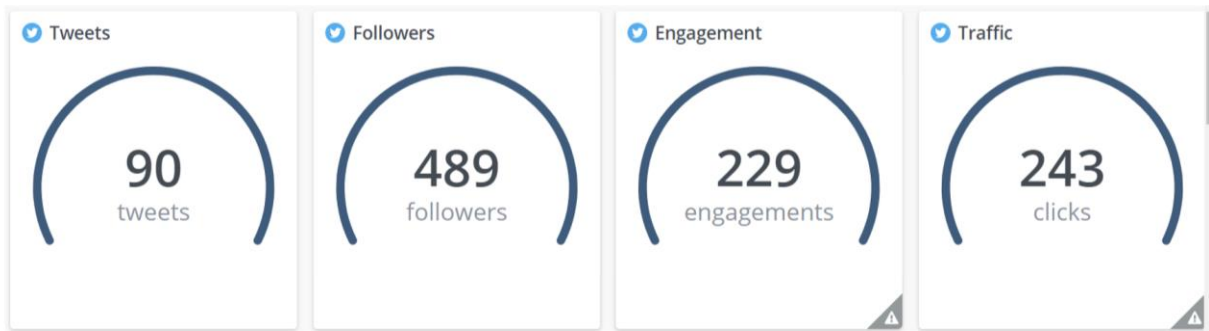 Tweets
90
tweets
Followers
489
followers
Engagement
229
engagements
Traffic
243
clicks